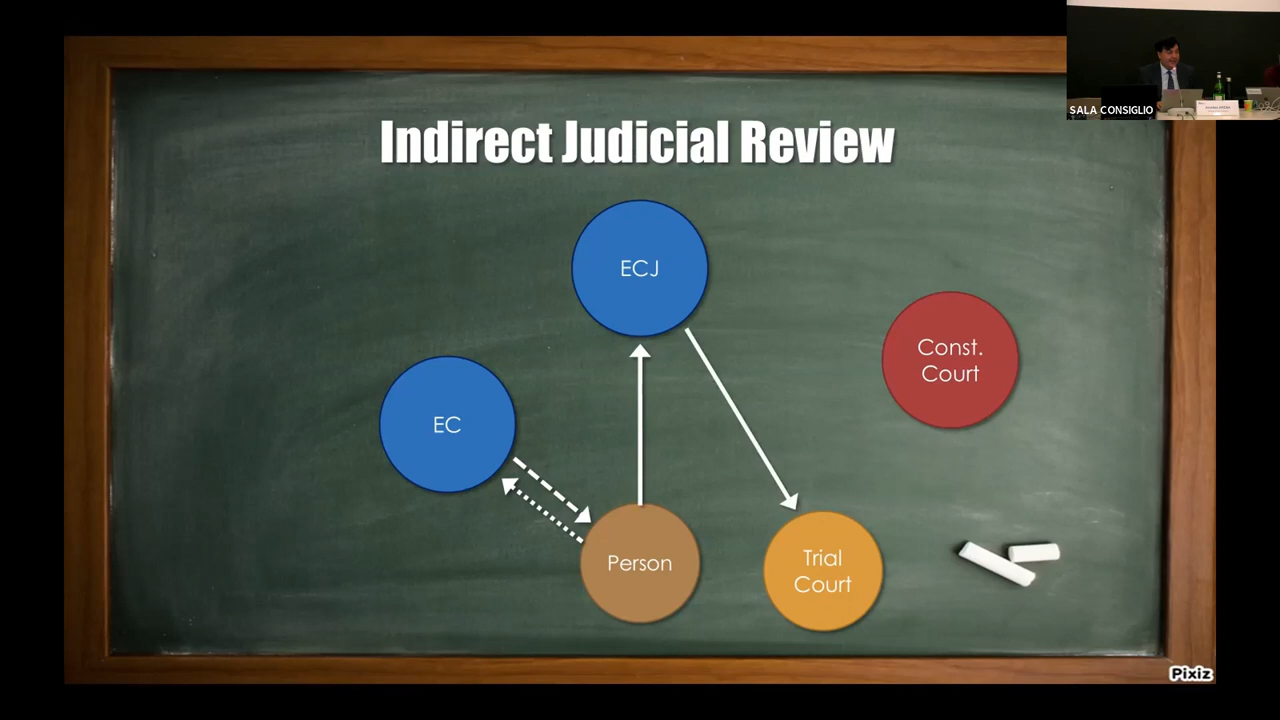 SALA CONSIGLIO
Indirect Judicial Review
ECJ
Const.
Court
EC
Person
Trial
Court
Pixiz